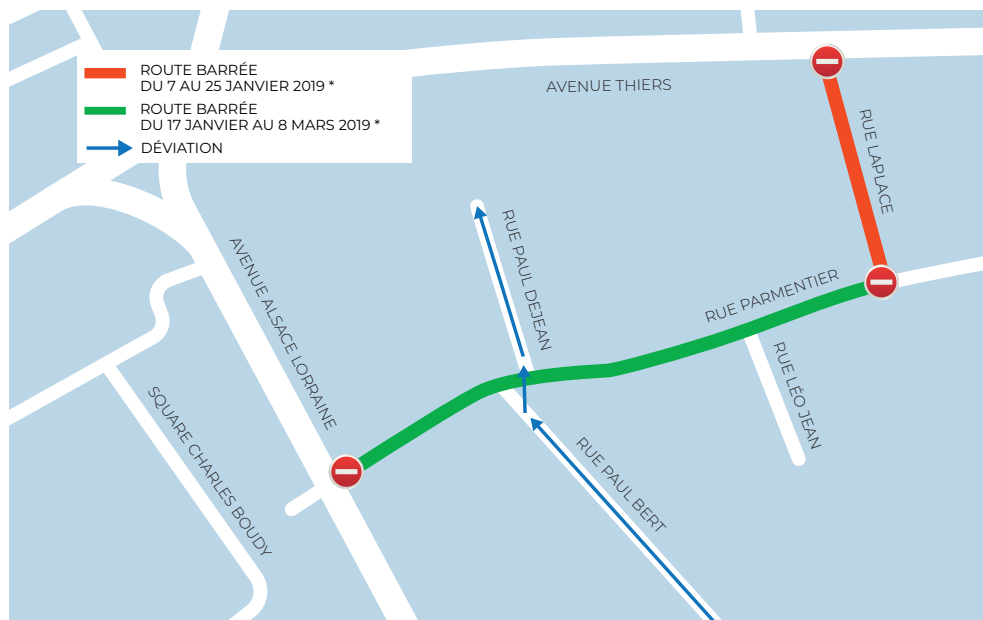 ROUTE BARRÉE
DU 7 AU 25 JANVIER 2019 *
ROUTE BARRÉE
DU 17 JANVIER AU 8 MARS 2019 *
DÉVIATION
AVENUE THIERS
RUE LAPLACE
RUE PAUL DEJEAN
AVENUE ALSACE LORRAINE
RUE PARMENTIER
RUE LÉO JEAN
SQUARE CHARLES BOUDY
RUE PAUL BERT